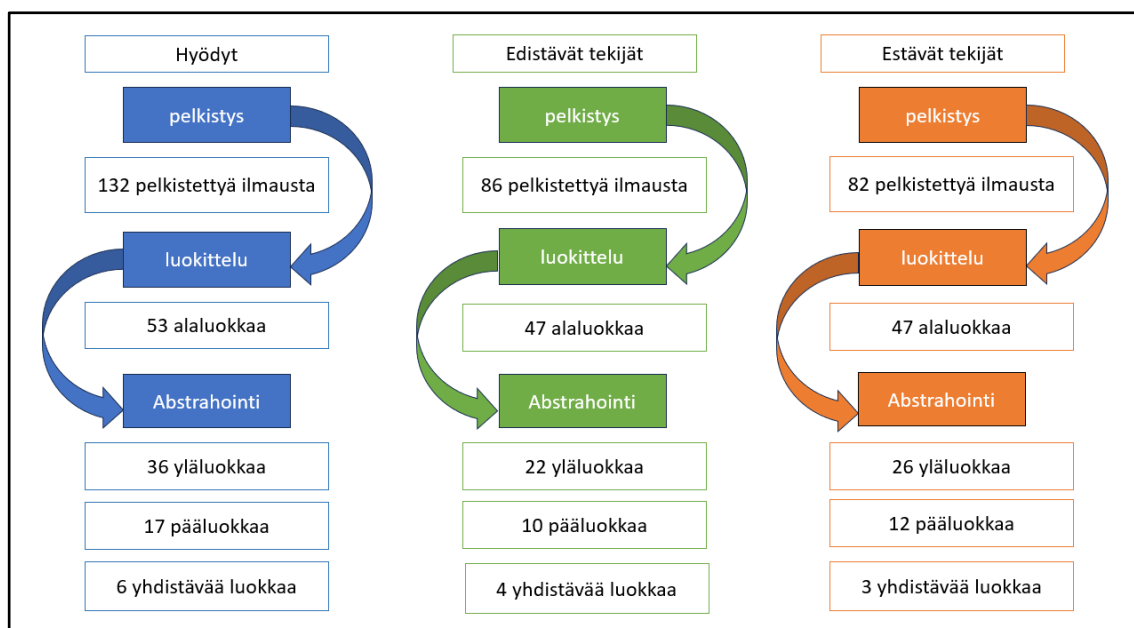 Hyödyt
pelkistys
132 pelkistettyä ilmausta
luokittelu
53 alaluokkaa
Abstrahointi
36 yläluokkaa
17 pääluokkaa
6 yhdistävää luokkaa
Edistävät tekijät
pelkistys
86 pelkistettyä ilmausta
luokittelu
47 alaluokkaa
Abstrahointi
22 yläluokkaa
10 pääluokkaa
4 yhdistävää luokkaa
Estävät tekijät
pelkistys
82 pelkistettyä ilmausta
luokittelu
47 alaluokkaa
Abstrahointi
26 yläluokkaa
12 pääluokkaa
3 yhdistävää luokkaa